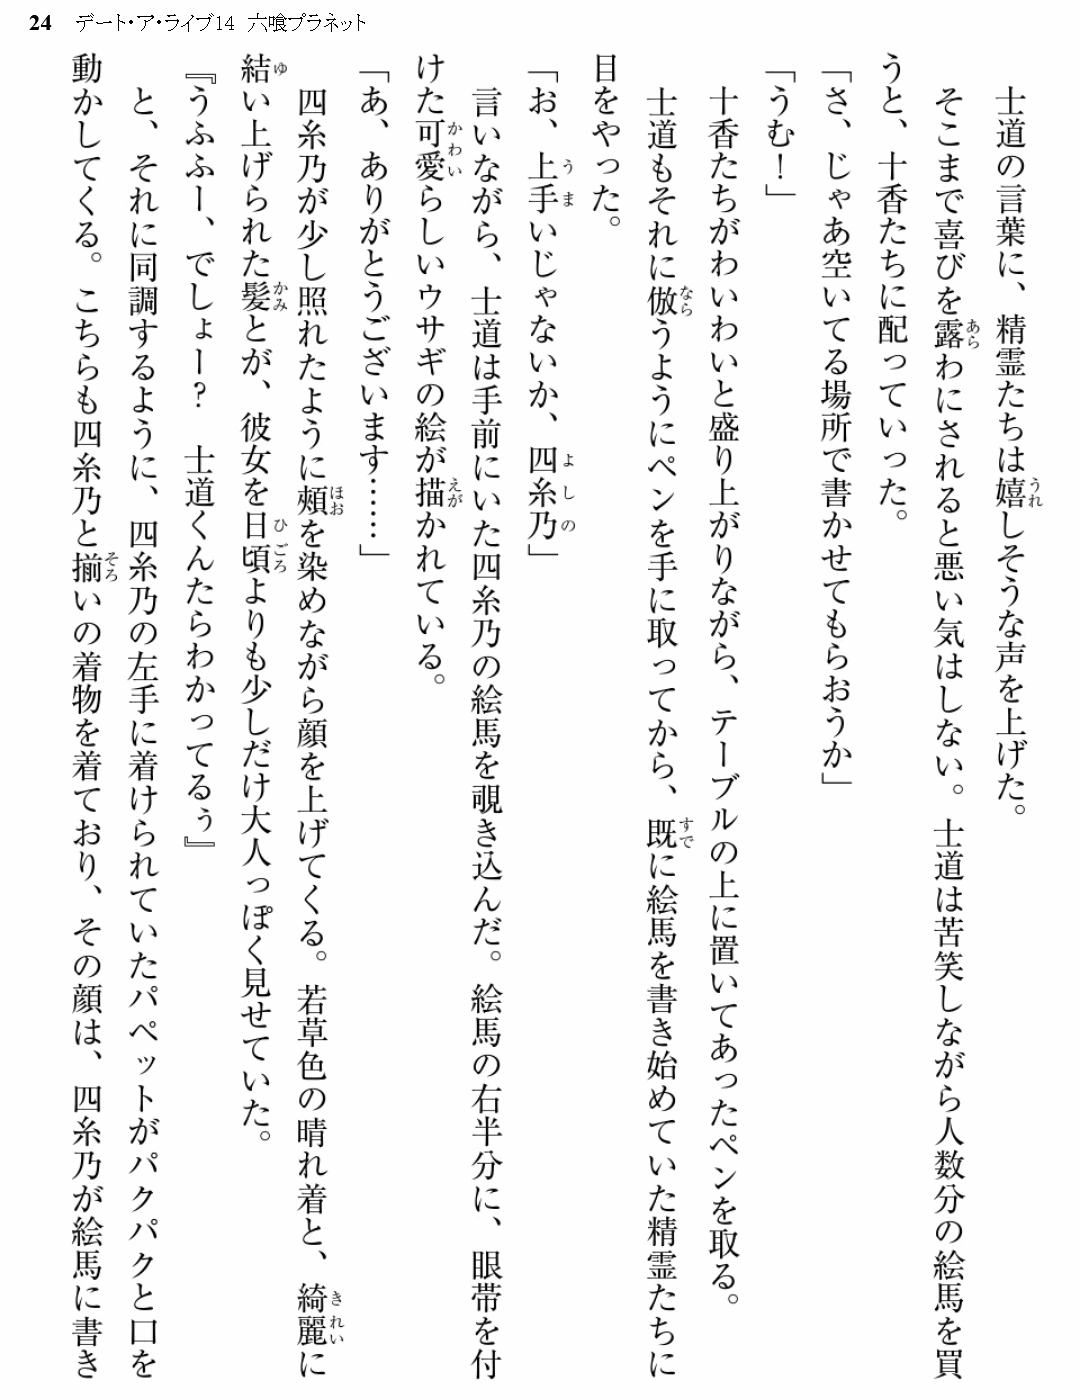 24 デート・ア・ライブ14 六喰プラネット
士道の言葉に、精霊たちは嬉しそうな声を上げた。
そこまで喜びを露わにされると悪い気はしない。士道は苦笑しながら人数分の絵馬を買
うと、十香たちに配っていった。
「さ、じゃあ空いてる場所で書かせてもらおうか」
「うむ！」
十香たちがわいわいと盛り上がりながら、テーブルの上に置いてあったペンを取る。
士道もそれに倣うようにペンを手に取ってから、既に絵馬を書き始めていた精霊たちに
目をやった。
「お、上手いじゃないか、四糸乃」
言いながら、士道は手前にいた四糸乃の絵馬を覗き込んだ。絵馬の右半分に、眼帯を付
けた可愛らしいウサギの絵が描かれている。
「あ、ありがとうございます……」
四糸乃が少し照れたように頰を染めながら顔を上げてくる。若草色の晴れ着と、綺麗に
結い上げられた髪とが、彼女を日頃よりも少しだけ大人っぽく見せていた。
『うふふー、でしょー？　士道くんたらわかってるぅ』
と、それに同調するように、四糸乃の左手に着けられていたパペットがパクパクと口を
動かしてくる。こちらも四糸乃と揃いの着物を着ており、その顔は、四糸乃が絵馬に書き